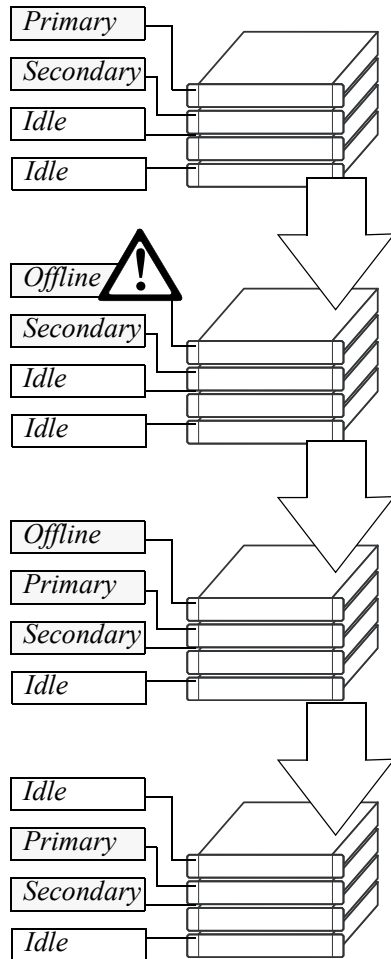 Primary
Secondary
Idle
Idle
Offline
!
Secondary
Idle
Idle
Offline
Primary
Secondary
Idle
Idle
Primary
Secondary
Idle